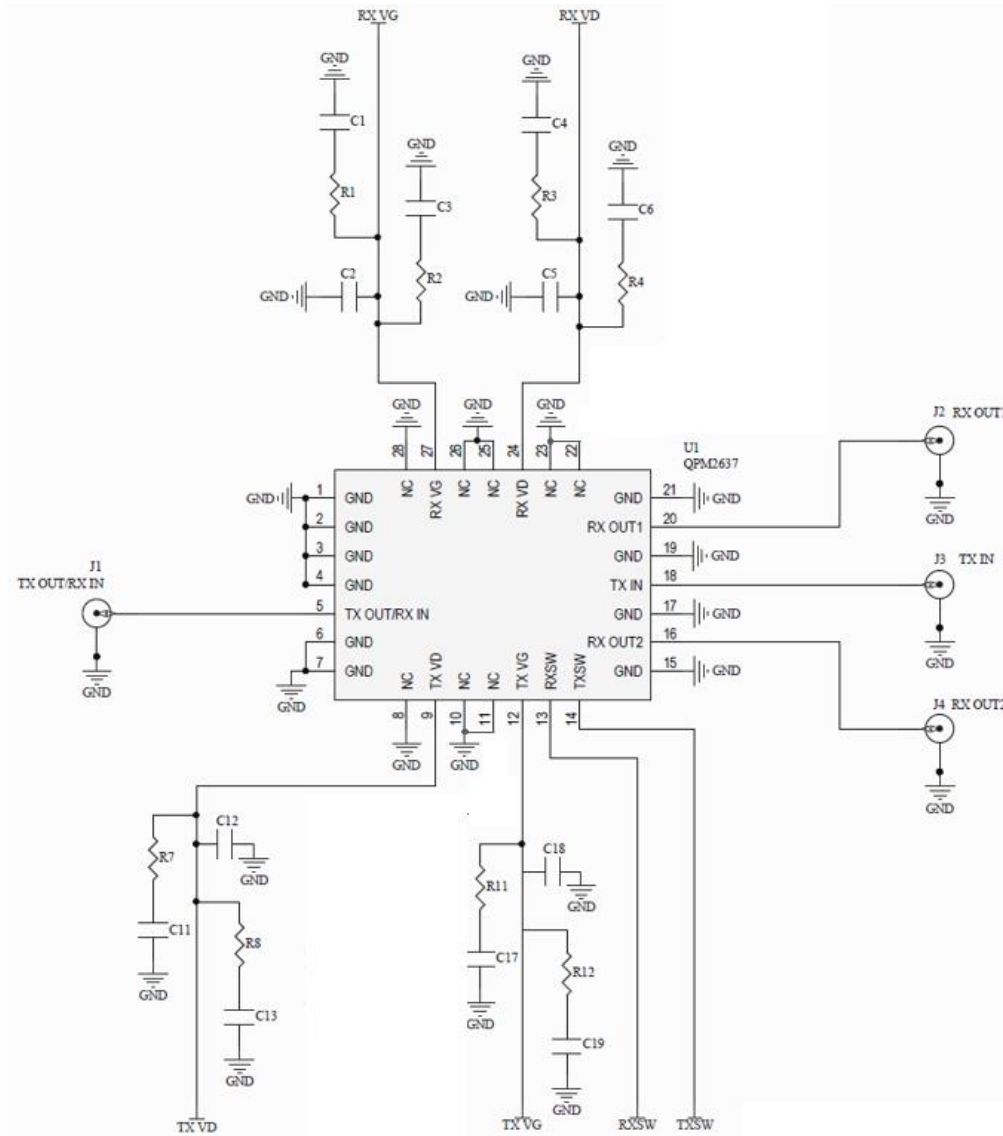 RX VG
RX VD
GND
GND
C1
C4
GND
GND
R1
R3
C3
C6
R2
R4
C2
C5
GND
GND
GND
GND
GND
J2 RX OUT1
28
27
26
25
24
23
22
U1
QPM2637
NC
RX VG
NC
NC
RX VD
NC
NC
GND
1
GND
GND
21
GND
2
GND
RX OUT1
20
GND
3
GND
GND
19
GND
J3 TX IN
4
GND
TX IN
18
J1
TX OUT/RX IN
5
TX OUT/RX IN
GND
17
GND
6
GND
RX OUT2
16
GND
7
GND
GND
15
GND
GND
GND
NC
TX VD
NC
NC
TX VG
RXSW
TXSW
J4 RX OUT2
8
9
10
11
12
13
14
GND
GND
GND
C12
R7
GND
C18
R11
GND
C11
R8
C17
R12
GND
C13
GND
C19
GND
GND
TX VD
TX VG
RXSW
TXSW